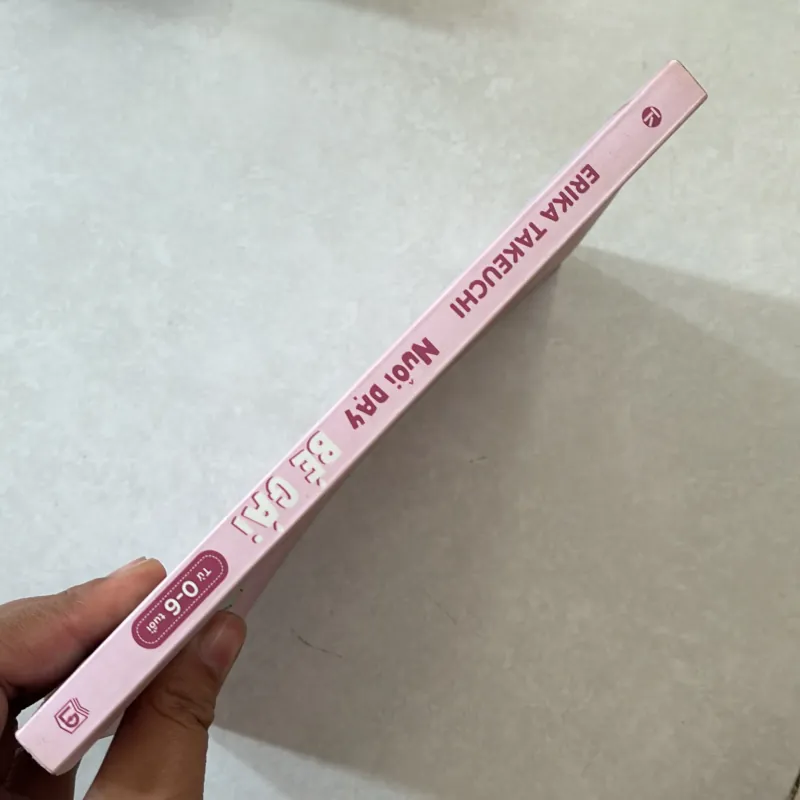 ERIKA TAKEUCHI
NUÔI DẠY
BÉ GÁI
Từ 0-6 tuổi